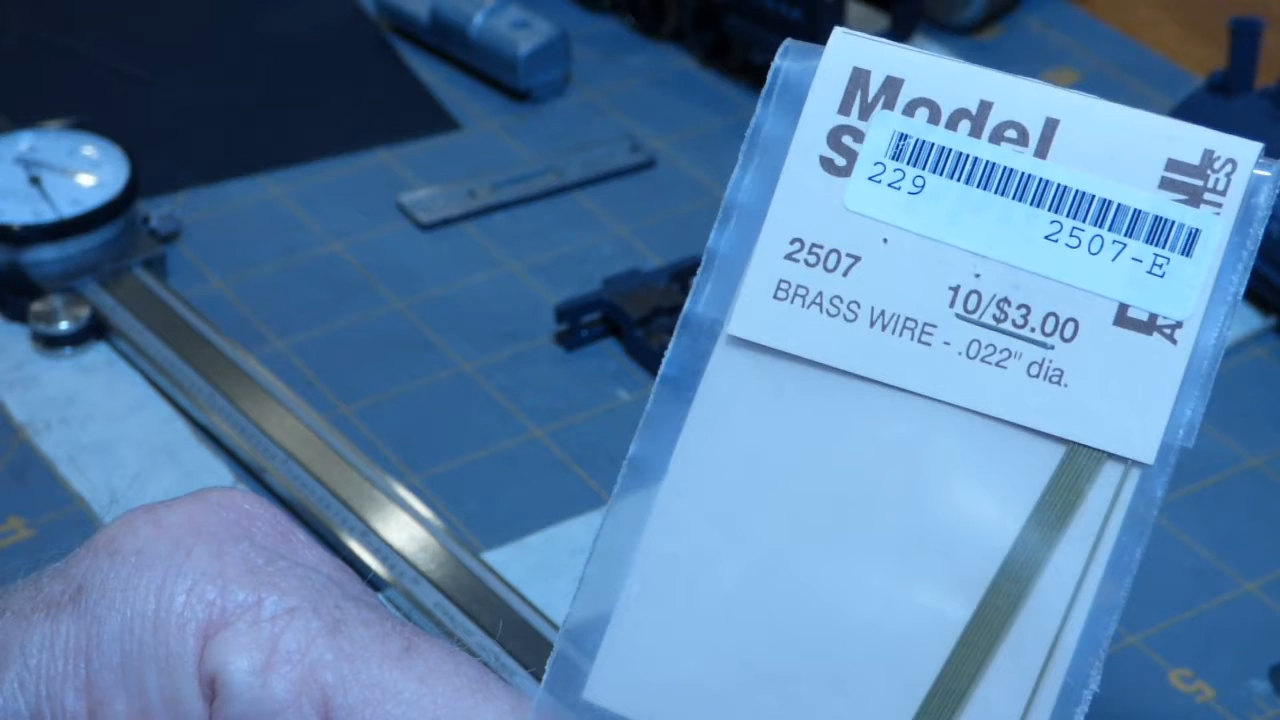 Model
229
2507-E
2507
10/$3.00
BRASS WIRE - .022" dia.